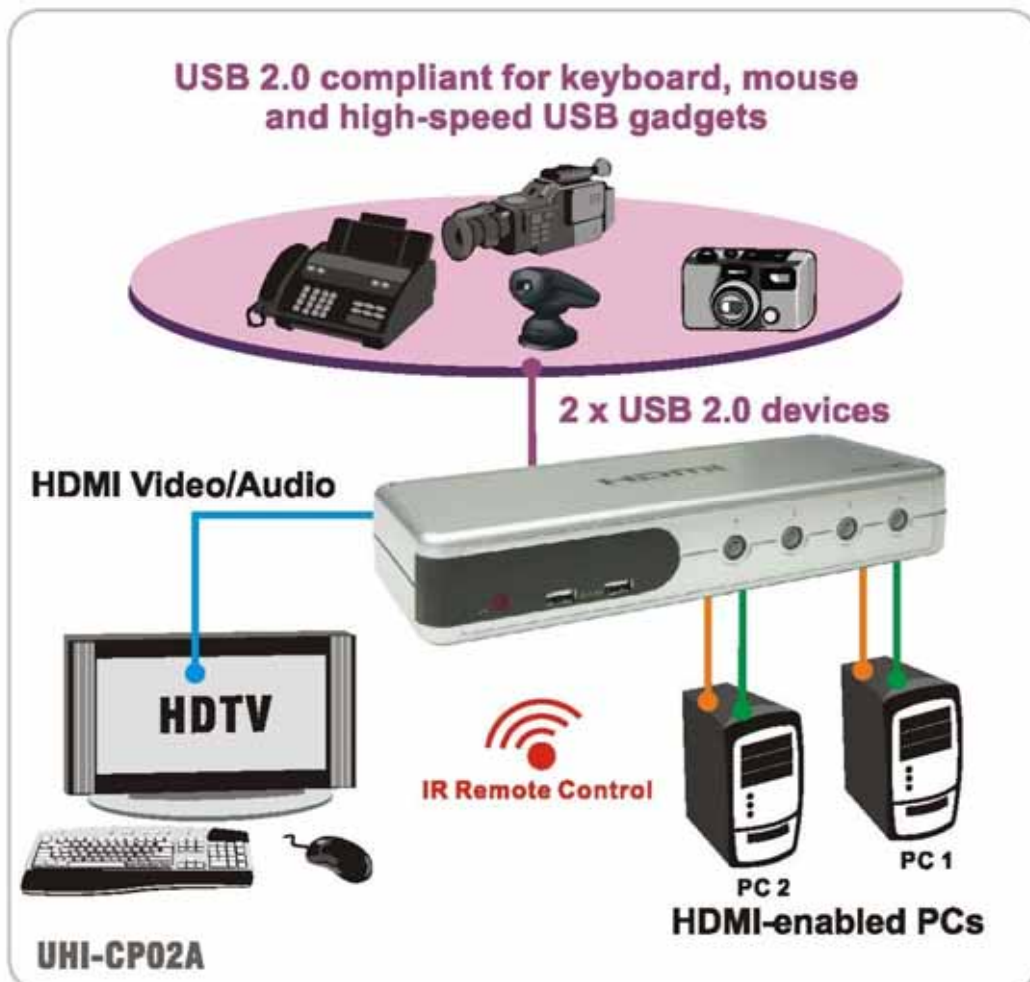 USB 2.0 compliant for keyboard, mouse
and high-speed USB gadgets
2 x USB 2.0 devices
HDMI Video/Audio
HDMI
HDTV
IR Remote Control
PC 2
PC 1
HDMI-enabled PCs
UHI-CP02A